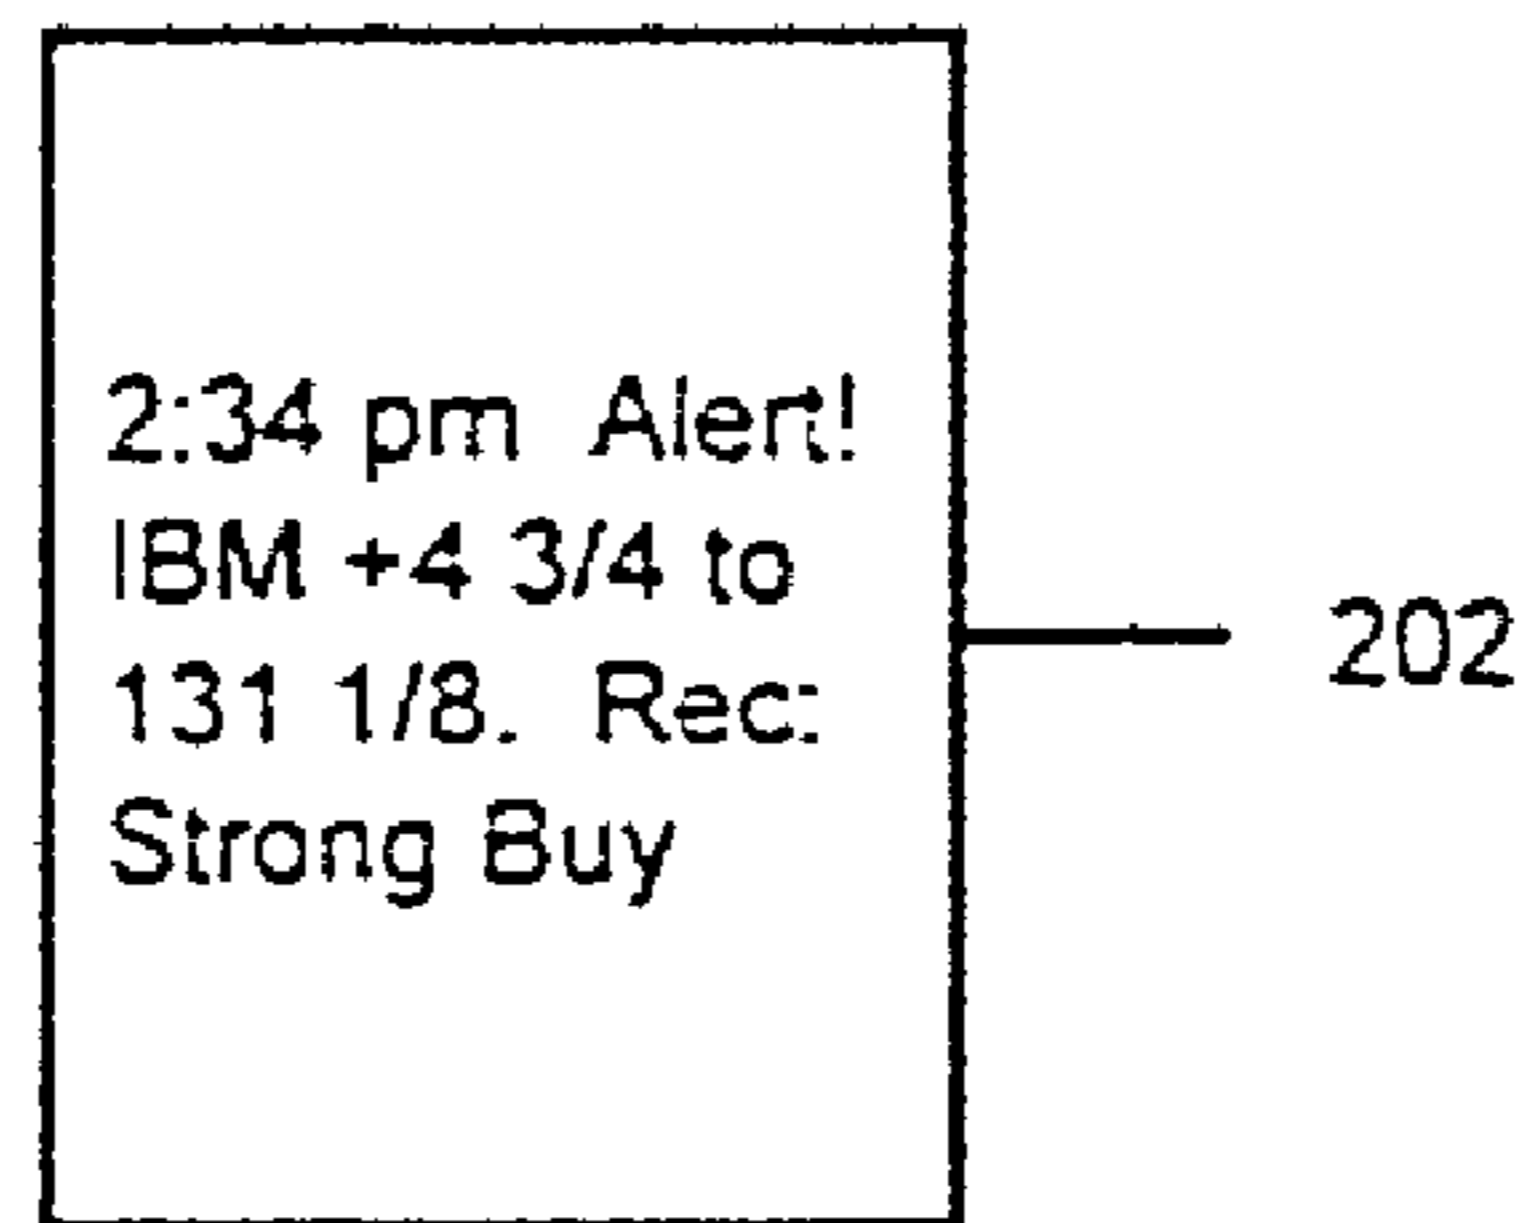 2:34 pm  Alert!
IBM +4 3/4 to
131 1/8.  Rec:
Strong Buy
202